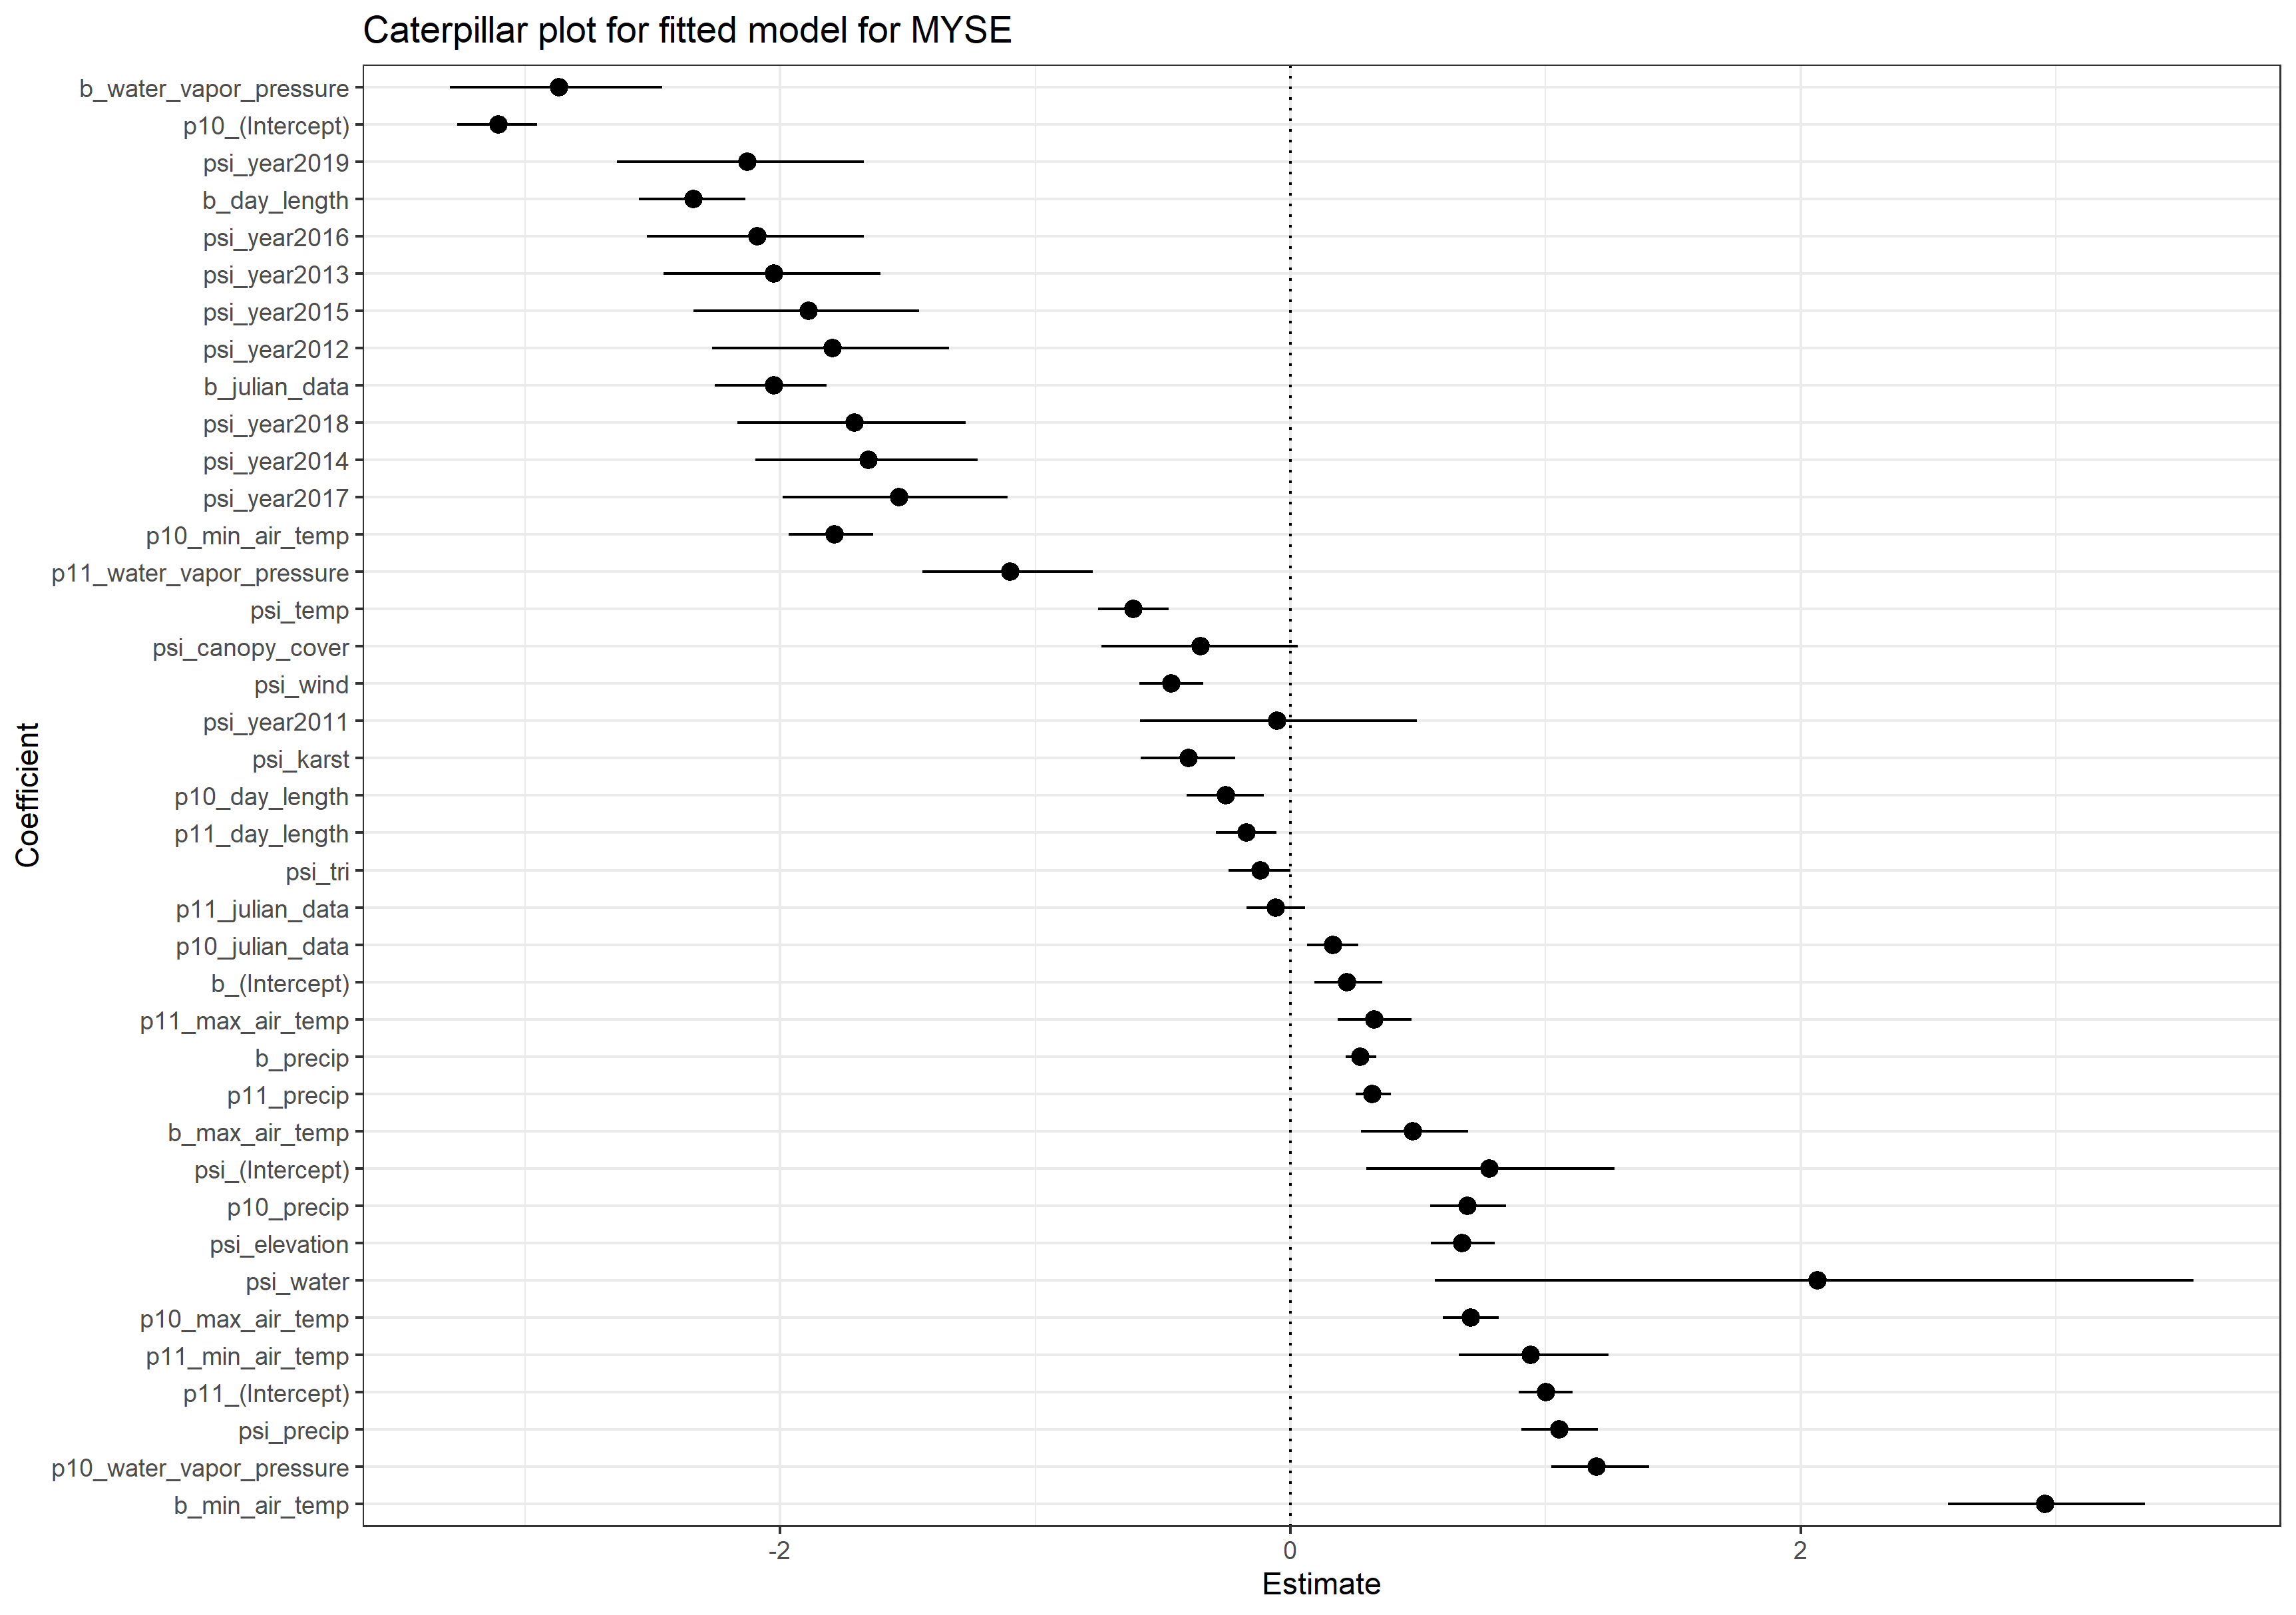 Caterpillar plot for fitted model for MYSE
Coefficient
b_water_vapor_pressure
p10_(Intercept)
psi_year2019
b_day_length
psi_year2016
psi_year2013
psi_year2015
psi_year2012
b_julian_data
psi_year2018
psi_year2014
psi_year2017
p10_min_air_temp
p11_water_vapor_pressure
psi_temp
psi_canopy_cover
psi_wind
psi_year2011
psi_karst
p10_day_length
p11_day_length
psi_tri
p11_julian_data
p10_julian_data
b_(Intercept)
p11_max_air_temp
b_precip
p11_precip
b_max_air_temp
psi_(Intercept)
p10_precip
psi_elevation
psi_water
p10_max_air_temp
p11_min_air_temp
p11_(Intercept)
psi_precip
p10_water_vapor_pressure
b_min_air_temp
-2 0 2
Estimate